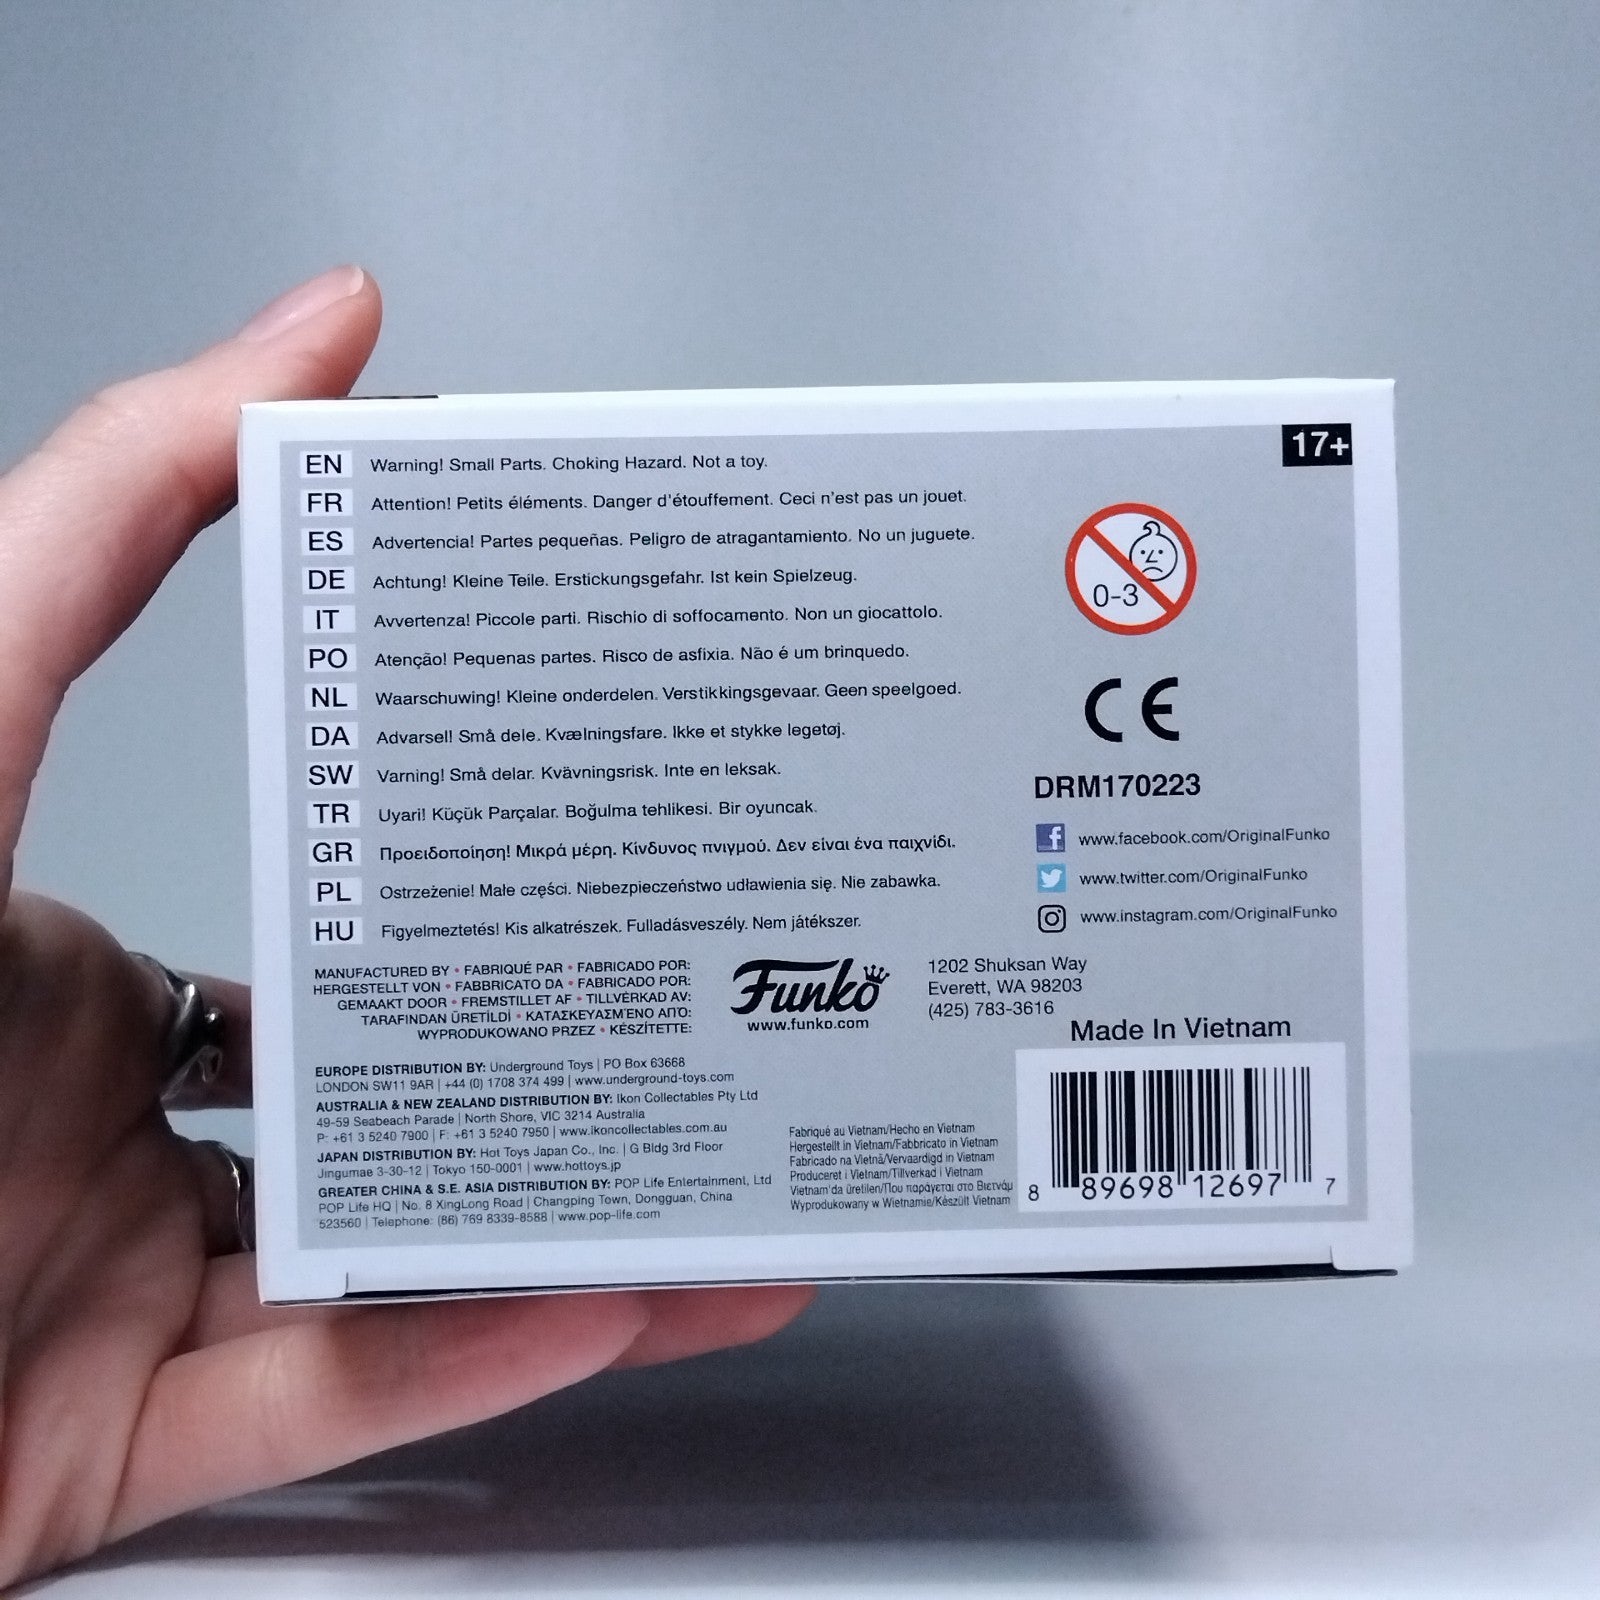 17+
EN Warning! Small Parts. Choking Hazard. Not a toy.
FR Attention! Petits éléments. Danger d'étouffement. Ceci n'est pas un jouet.
ES Advertencia! Partes pequeñas. Peligro de atragantamiento. No un juguete.
DE Achtung! Kleine Teile. Erstickungsgefahr. Ist kein Spielzeug.
IT Avvertenza! Piccole parti. Rischio di soffocamento. Non un giocattolo.
PO Atenção! Pequenas partes. Risco de asfixia. Não é um brinquedo.
NL Waarschuwing! Kleine onderdelen. Verstikkingsgevaar. Geen speelgoed.
DA Advarsel! Små dele. Kvælningsfare. Ikke et stykke legetøj.
SW Varning! Små delar. Kvävningsrisk. Inte en leksak.
TR Uyari! Küçük Parçalar. Boğulma tehlikesi. Bir oyuncak.
GR Προειδοποίηση! Μικρά μέρη. Κίνδυνος πνιγμού. Δεν είναι ένα παιχνίδι.
PL Ostrzeżenie! Małe części. Niebezpieczeństwo udławienia się. Nie zabawka.
HU Figyelmeztetés! Kis alkatrészek. Fulladásveszély. Nem játékszer.
0-3
CE
DRM170223
www.facebook.com/OriginalFunko
www.twitter.com/OriginalFunko
www.instagram.com/OriginalFunko
MANUFACTURED BY • FABRIQUÉ PAR • FABRICADO POR:
HERGESTELLT VON • FABBRICATO DA • FABRICADO POR:
GEMAAKT DOOR • FREMSTILLET AF • TILLVERKAD AV:
TARAFINDAN ÜRETİLDİ • ΚΑΤΑΣΚΕΥΑΣΜΈΝΟ ΑΠΌ:
WYPRODUKOWANO PRZEZ • KÉSZÍTETTE:
Funko
www.funko.com
1202 Shuksan Way
Everett, WA 98203
(425) 783-3616
Made In Vietnam
EUROPE DISTRIBUTION BY: Underground Toys | PO Box 63668
LONDON SW11 9AR | +44 (0) 1708 374 499 | www.underground-toys.com
AUSTRALIA & NEW ZEALAND DISTRIBUTION BY: Ikon Collectables Pty Ltd
49-59 Seabeach Parade | North Shore, VIC 3214 Australia
P: +61 3 5240 7900 | F: +61 3 5240 7950 | www.ikoncollectables.com.au
JAPAN DISTRIBUTION BY: Hot Toys Japan Co., Inc. | G Bldg 3rd Floor
Jingumae 3-30-12 | Tokyo 150-0001 | www.hottoys.jp
GREATER CHINA & S.E. ASIA DISTRIBUTION BY: POP Life Entertainment, Ltd
POP Life HQ | No. 8 XingLong Road | Changping Town, Dongguan, China
523560 | Telephone: (86) 769 8339-8588 | www.pop-life.com
Fabriqué au Vietnam/Hecho en Vietnam
Hergestellt in Vietnam/Fabbricato in Vietnam
Fabricado na Vietnã/Vervaardigd in Vietnam
Produceret i Vietnam/Tillverkad i Vietnam
Vietnam'da üretilen/Που παράγεται στο Βιετνάμ
Wyprodukowany w Wietnamie/Készült Vietnam
8 89698 12697 7